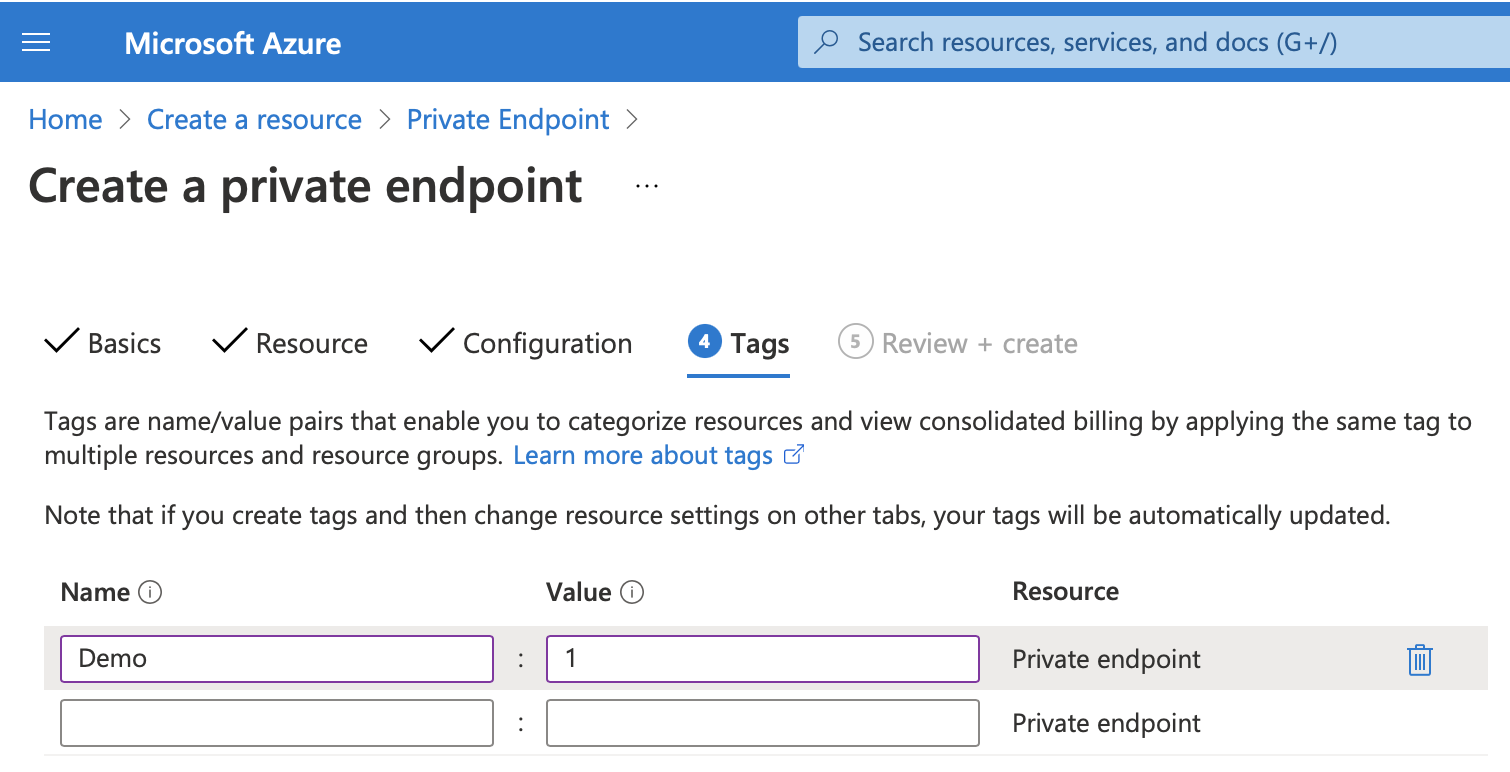 Microsoft Azure
Search resources, services, and docs (G+/)
Home > Create a resource > Private Endpoint >
Create a private endpoint ...
Basics Resource Configuration 4 Tags 5 Review + create
Tags are name/value pairs that enable you to categorize resources and view consolidated billing by applying the same tag to
multiple resources and resource groups. Learn more about tags
Note that if you create tags and then change resource settings on other tabs, your tags will be automatically updated.
Name Value Resource
Demo : 1 Private endpoint
: Private endpoint